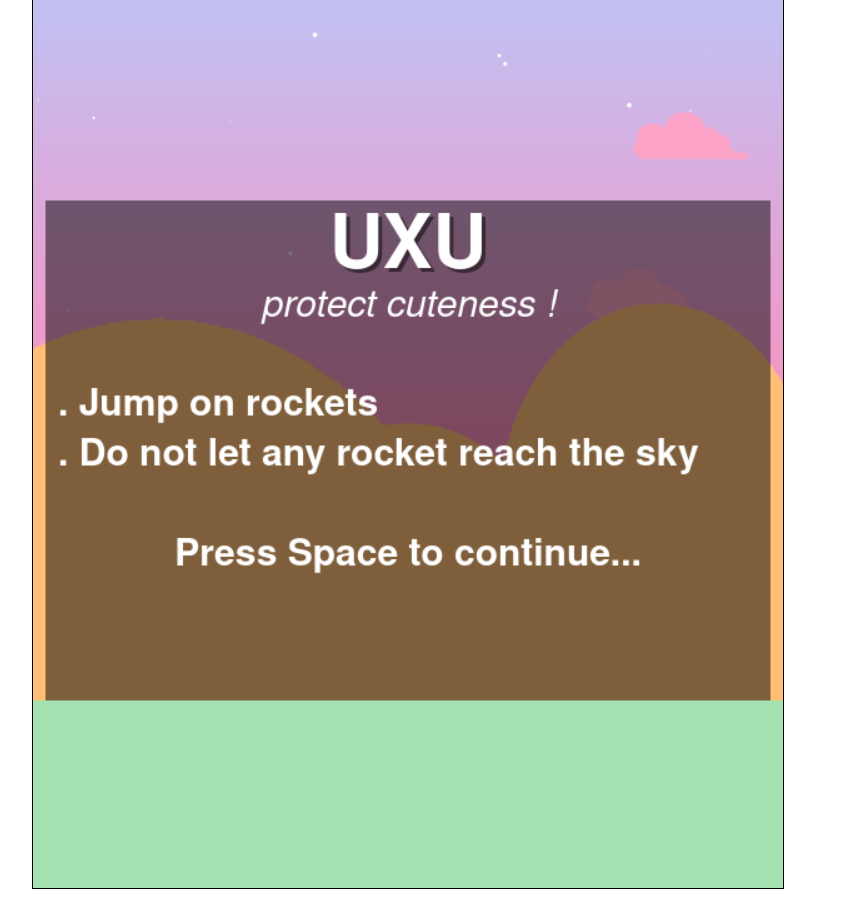 UXU
protect cuteness !
. Jump on rockets
. Do not let any rocket reach the sky
Press Space to continue...